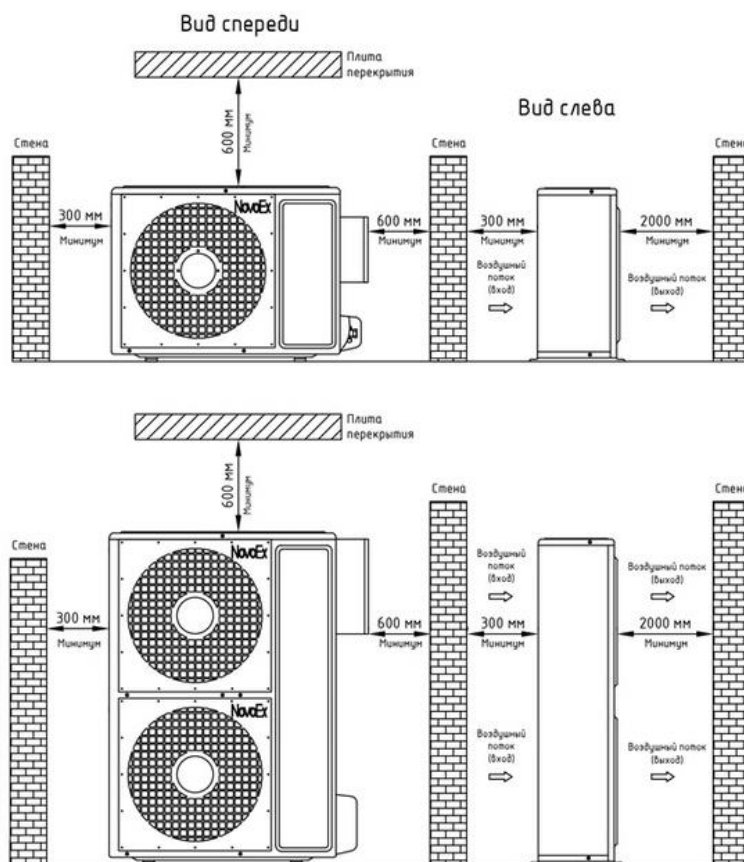 Вид спереди
Плита
перекрытия
600 мм
Минимум
Вид слева
Стена
Стена
Стена
NovoEx
300 мм
Минимум
600 мм
Минимум
300 мм
Минимум
2000 мм
Минимум
Воздушный
поток
(вход)
Воздушный поток
(выход)
Плита
перекрытия
600 мм
Минимум
Стена
Стена
Стена
NovoEx
Воздушный
поток
(вход)
Воздушный поток
(выход)
300 мм
Минимум
600 мм
Минимум
300 мм
Минимум
2000 мм
Минимум
NovoEx
Воздушный
поток
(вход)
Воздушный поток
(выход)